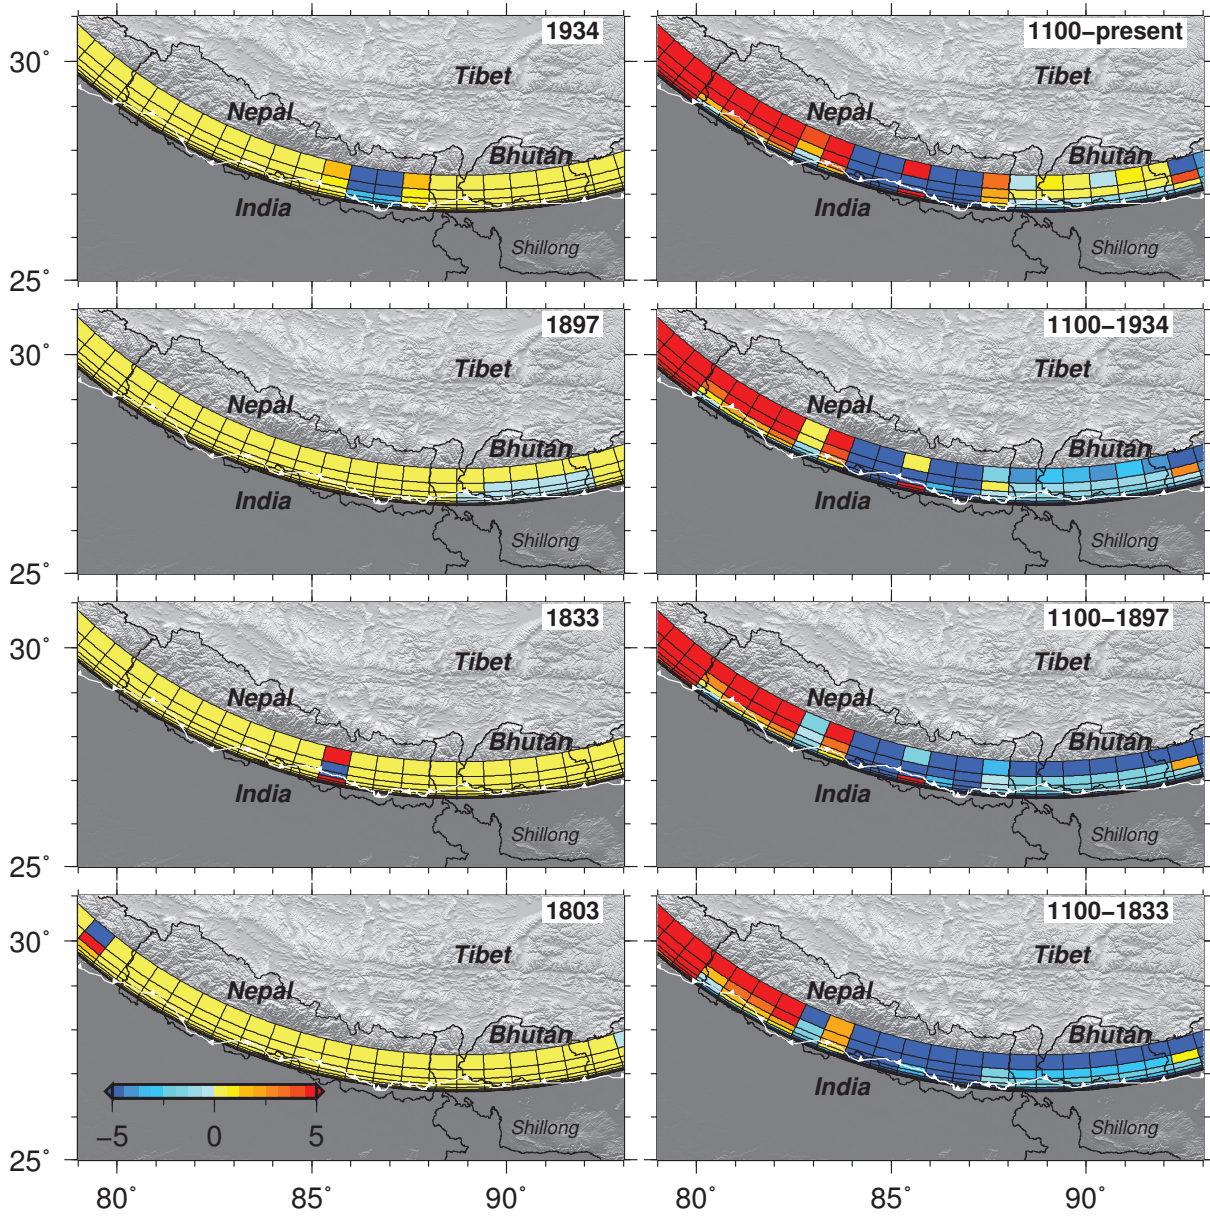 1934
30˚
Tibet
Nepal
Bhutan
India
Shillong
25˚
1100−present
Tibet
Nepal
Bhutan
India
Shillong
1897
30˚
Tibet
Nepal
Bhutan
India
Shillong
25˚
1100−1934
Tibet
Nepal
Bhutan
India
Shillong
1833
30˚
Tibet
Nepal
Bhutan
India
Shillong
25˚
1100−1897
Tibet
Nepal
Bhutan
India
Shillong
1803
30˚
Tibet
Nepal
Bhutan
Shillong
−5 0 5
25˚
80˚ 85˚ 90˚
1100−1833
Tibet
Nepal
Bhutan
India
Shillong
80˚ 85˚ 90˚